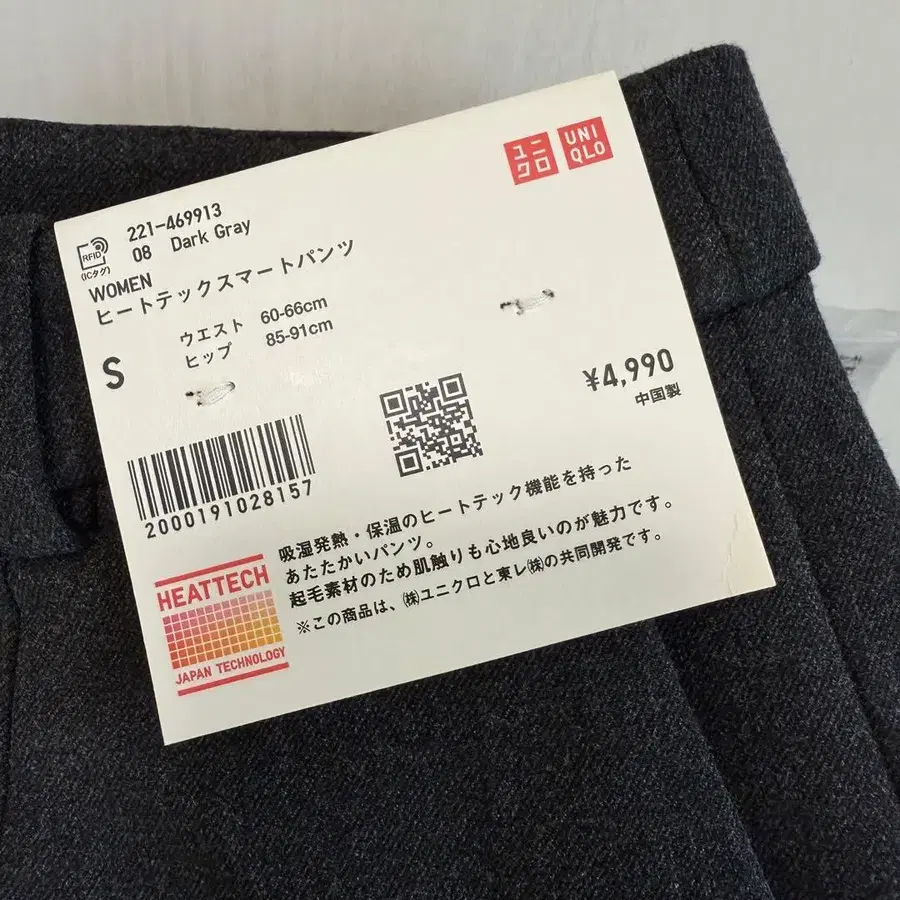 ユニクロ
UNIQLO
221-469913
08 Dark Gray
RFID
(ICタグ)
WOMEN
ヒートテックスマートパンツ
S
ウエスト 60-66cm
ヒップ 85-91cm
¥4,990
中国製
2000191028157
吸湿発熱・保温のヒートテック機能を持った
あたたかいパンツ。
起毛素材のため肌触りも心地良いのが魅力です。
※この商品は、㈱ユニクロと東レ㈱の共同開発です。
HEATTECH
JAPAN TECHNOLOGY